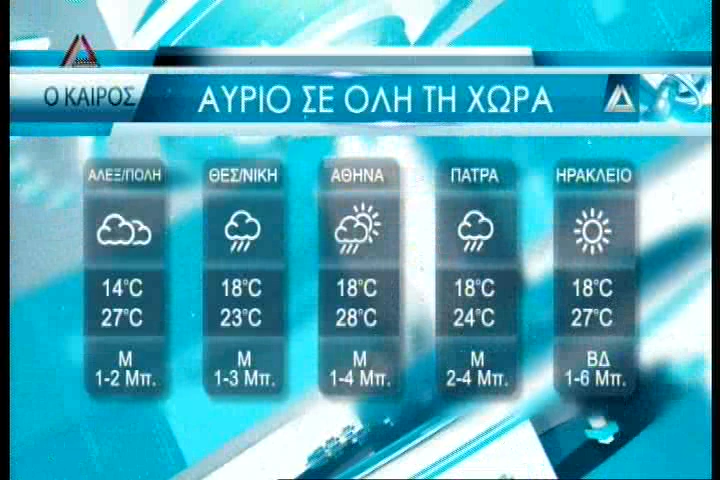 Ο ΚΑΙΡΟΣ
ΑΥΡΙΟ ΣΕ ΟΛΗ ΤΗ ΧΩΡΑ
ΑΛΕΞ/ΠΟΛΗ
14°C
27°C
Μ
1-2 Μπ.
ΘΕΣ/ΝΙΚΗ
18°C
23°C
Μ
1-3 Μπ.
ΑΘΗΝΑ
18°C
28°C
Μ
1-4 Μπ.
ΠΑΤΡΑ
18°C
24°C
Μ
2-4 Μπ.
ΗΡΑΚΛΕΙΟ
18°C
27°C
ΒΔ
1-6 Μπ.